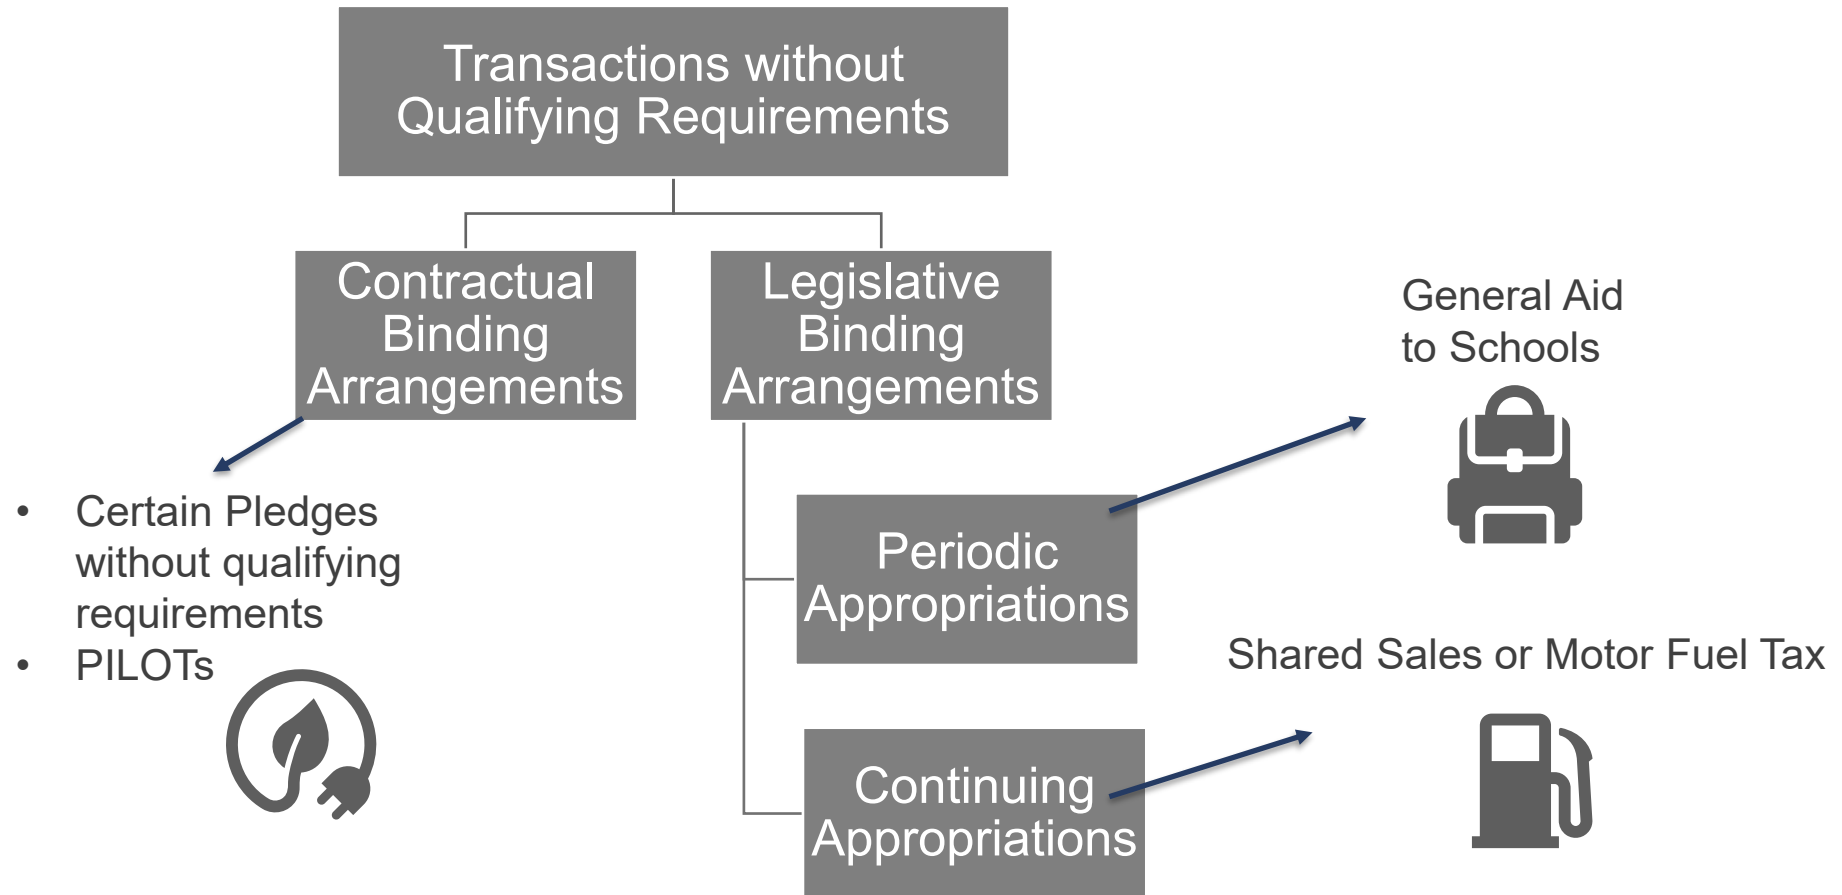 Transactions without
Qualifying Requirements
Contractual
Binding
Arrangements
Legislative
Binding
Arrangements
General Aid
to Schools
• Certain Pledges
without qualifying
requirements
• PILOTs
Periodic
Appropriations
Shared Sales or Motor Fuel Tax
Continuing
Appropriations